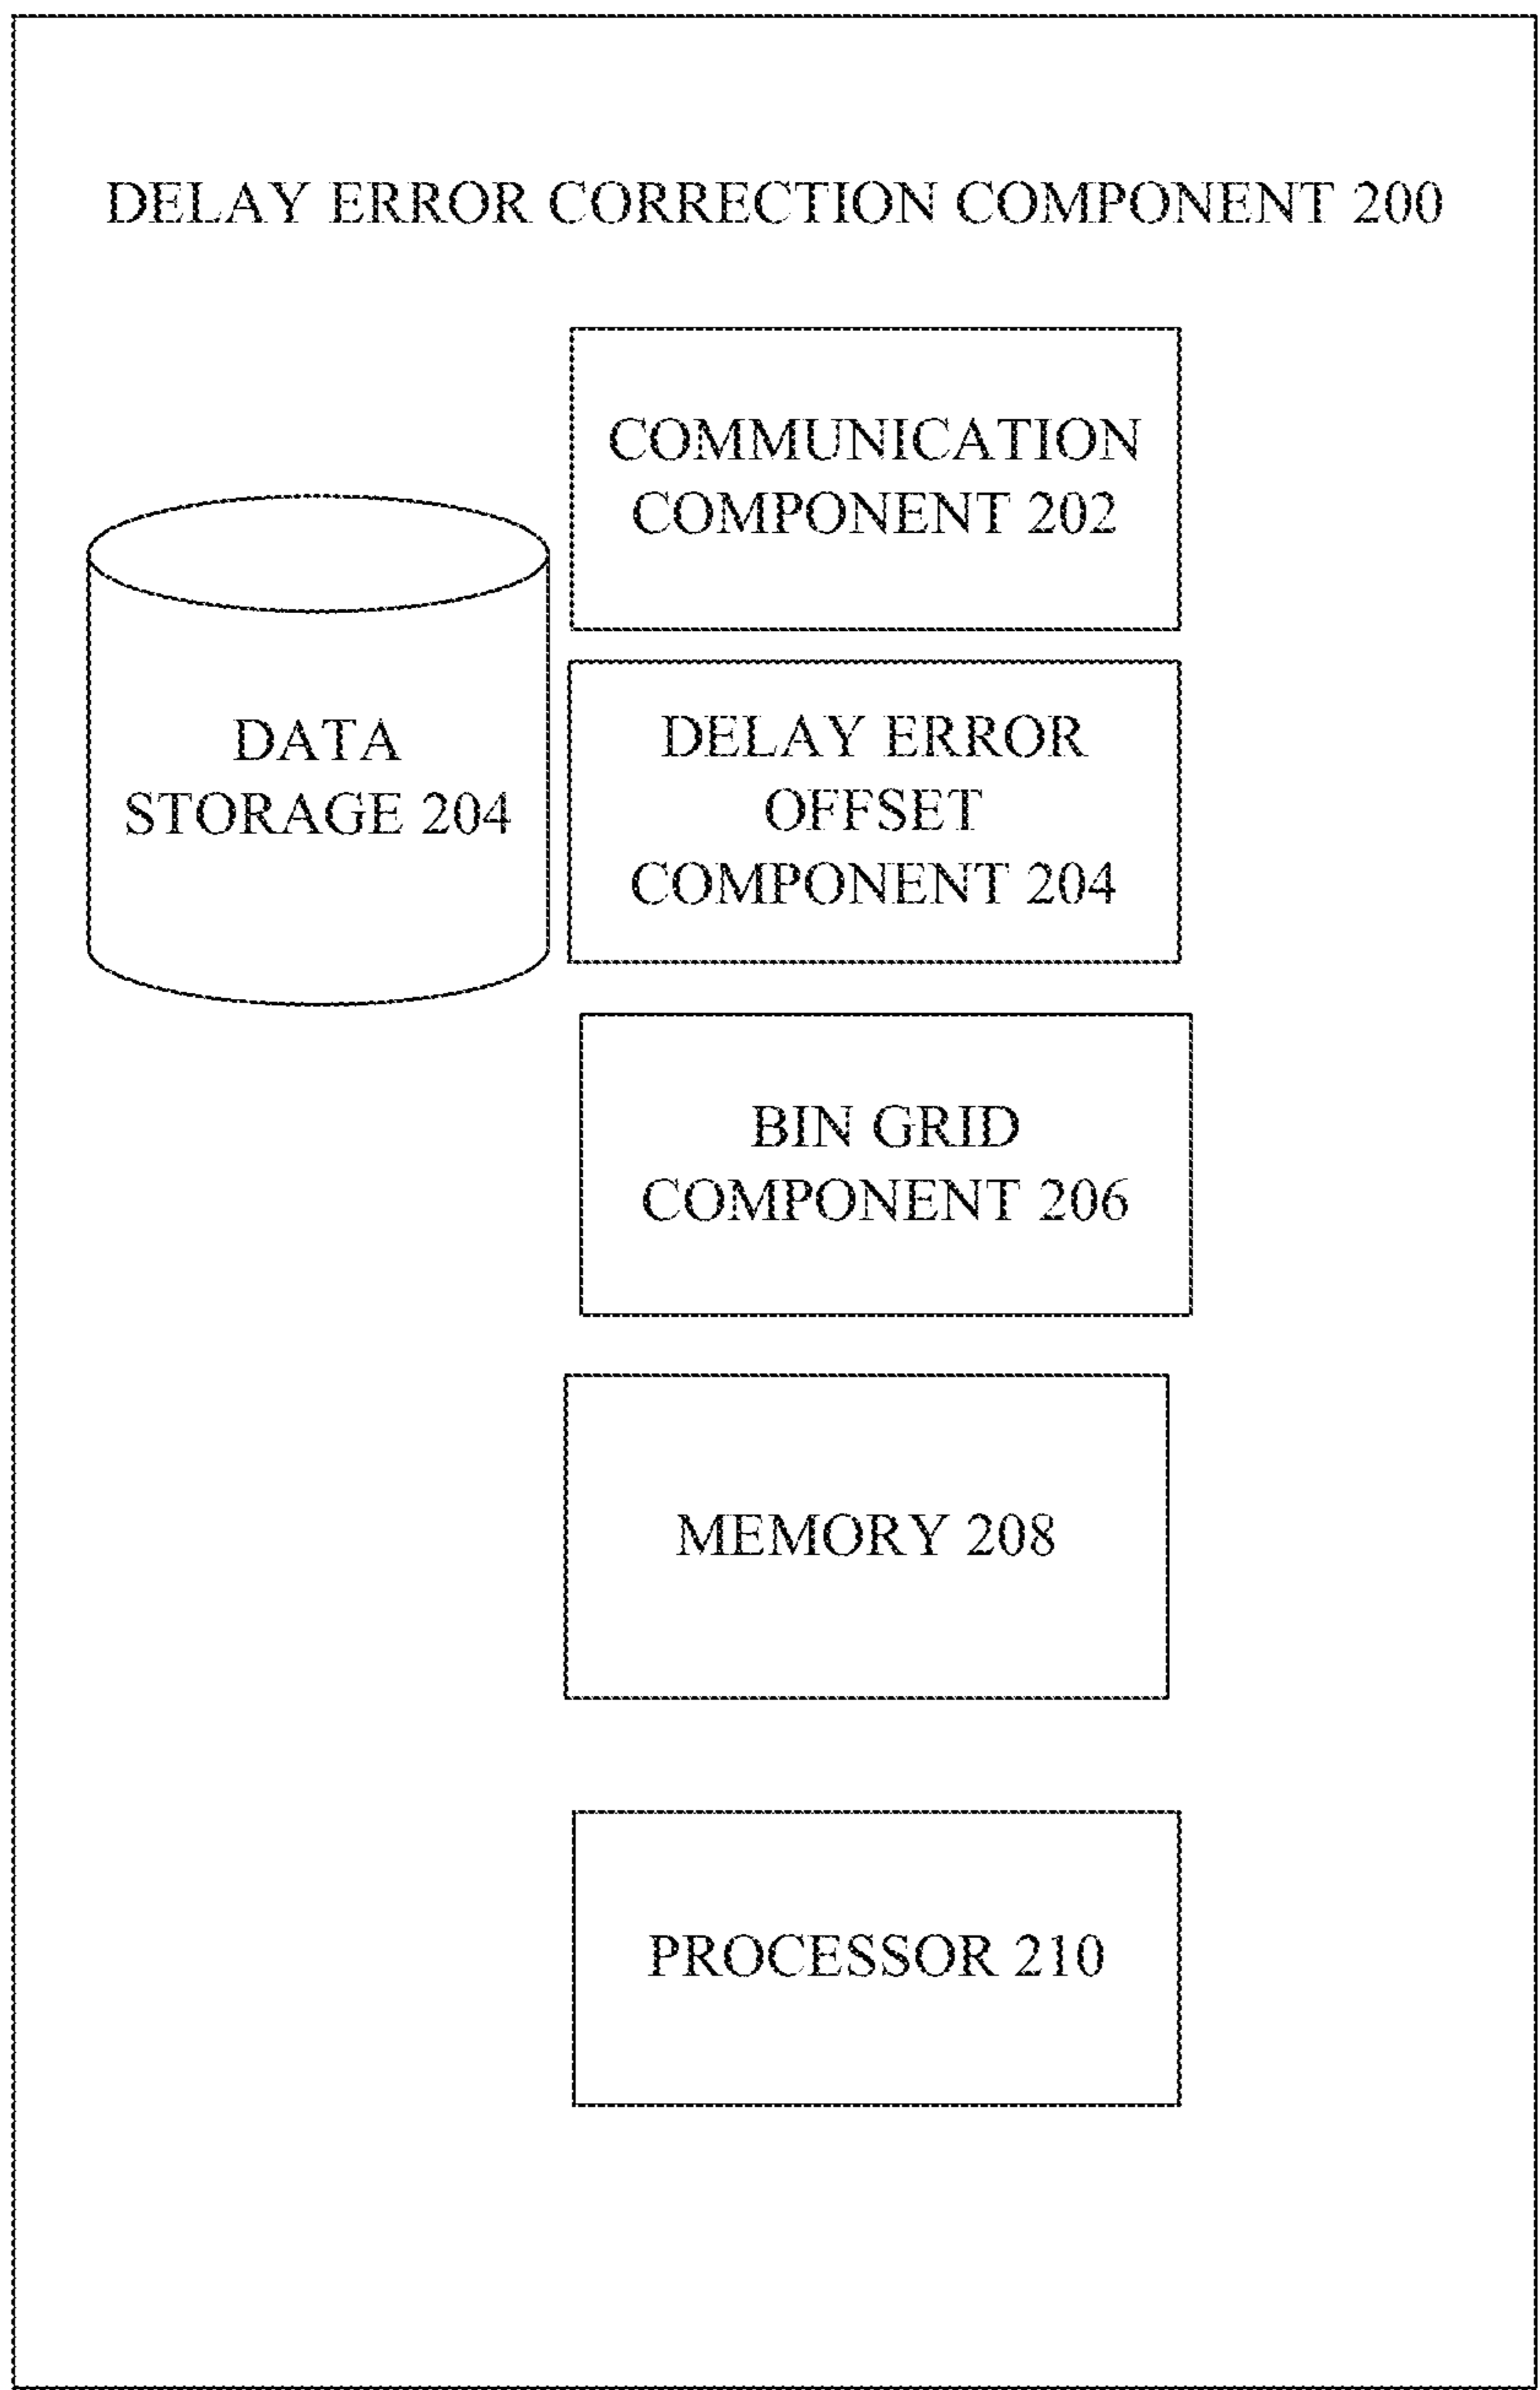 DELAY ERROR CORRECTION COMPONENT 200
COMMUNICATION
COMPONENT 202
DATA
STORAGE 204
DELAY ERROR
OFFSET
COMPONENT 204
BIN GRID
COMPONENT 206
MEMORY 208
PROCESSOR 210